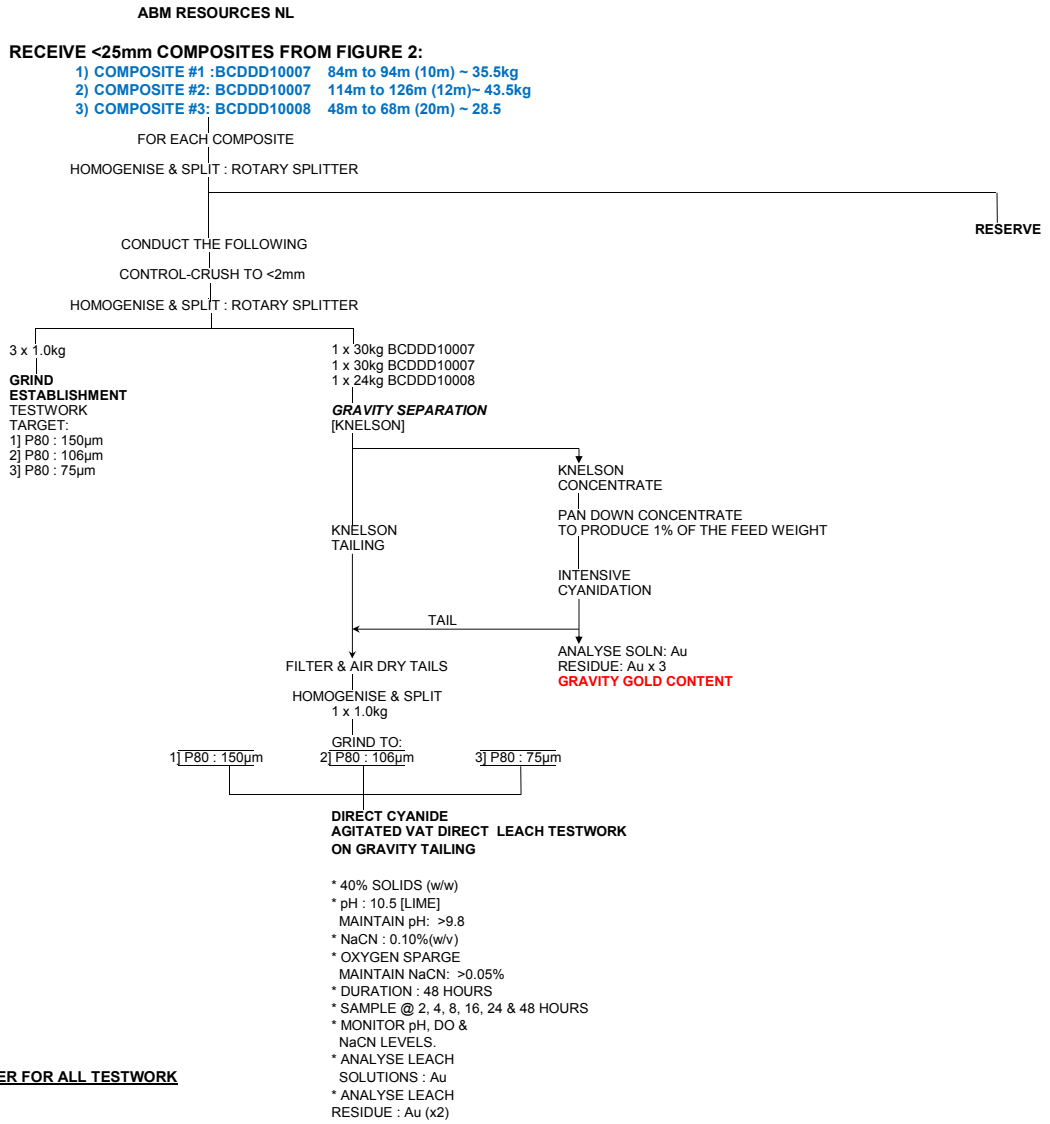 ABM RESOURCES NL
RECEIVE <25mm COMPOSITES FROM FIGURE 2:
1) COMPOSITE #1 :BCDDD10007 84m to 94m (10m) ~ 35.5kg
2) COMPOSITE #2: BCDDD10007 114m to 126m (12m)~ 43.5kg
3) COMPOSITE #3: BCDDD10008 48m to 68m (20m) ~ 28.5
FOR EACH COMPOSITE
HOMOGENISE & SPLIT : ROTARY SPLITTER
RESERVE
CONDUCT THE FOLLOWING
CONTROL-CRUSH TO <2mm
HOMOGENISE & SPLIT : ROTARY SPLITTER
3 x 1.0kg
GRIND
ESTABLISHMENT
TESTWORK
TARGET:
1] P80 : 150µm
2] P80 : 106µm
3] P80 : 75µm
1 x 30kg BCDDD10007
1 x 30kg BCDDD10007
1 x 24kg BCDDD10008
GRAVITY SEPARATION
[KNELSON]
KNELSON
CONCENTRATE
PAN DOWN CONCENTRATE
TO PRODUCE 1% OF THE FEED WEIGHT
KNELSON
TAILING
INTENSIVE
CYANIDATION
TAIL
ANALYSE SOLN: Au
RESIDUE: Au x 3
GRAVITY GOLD CONTENT
FILTER & AIR DRY TAILS
HOMOGENISE & SPLIT
1 x 1.0kg
GRIND TO:
1] P80 : 150µm
2] P80 : 106µm
3] P80 : 75µm
DIRECT CYANIDE
AGITATED VAT DIRECT LEACH TESTWORK
ON GRAVITY TAILING
* 40% SOLIDS (w/w)
* pH : 10.5 [LIME]
MAINTAIN pH: >9.8
* NaCN : 0.10%(w/v)
* OXYGEN SPARGE
MAINTAIN NaCN: >0.05%
* DURATION : 48 HOURS
* SAMPLE @ 2, 4, 8, 16, 24 & 48 HOURS
* MONITOR pH, DO &
NaCN LEVELS.
* ANALYSE LEACH
SOLUTIONS : Au
* ANALYSE LEACH
RESIDUE : Au (x2)
ER FOR ALL TESTWORK